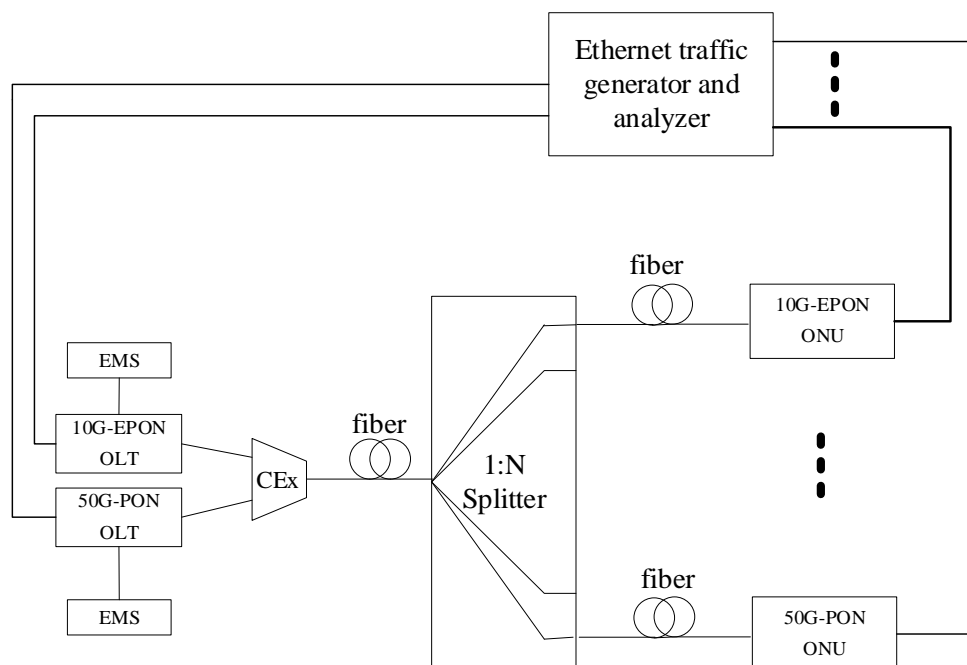 Ethernet traffic
generator and
analyzer
fiber
10G-EPON
ONU
EMS
10G-EPON
OLT
fiber
CEx
1:N
Splitter
50G-PON
OLT
fiber
EMS
50G-PON
ONU